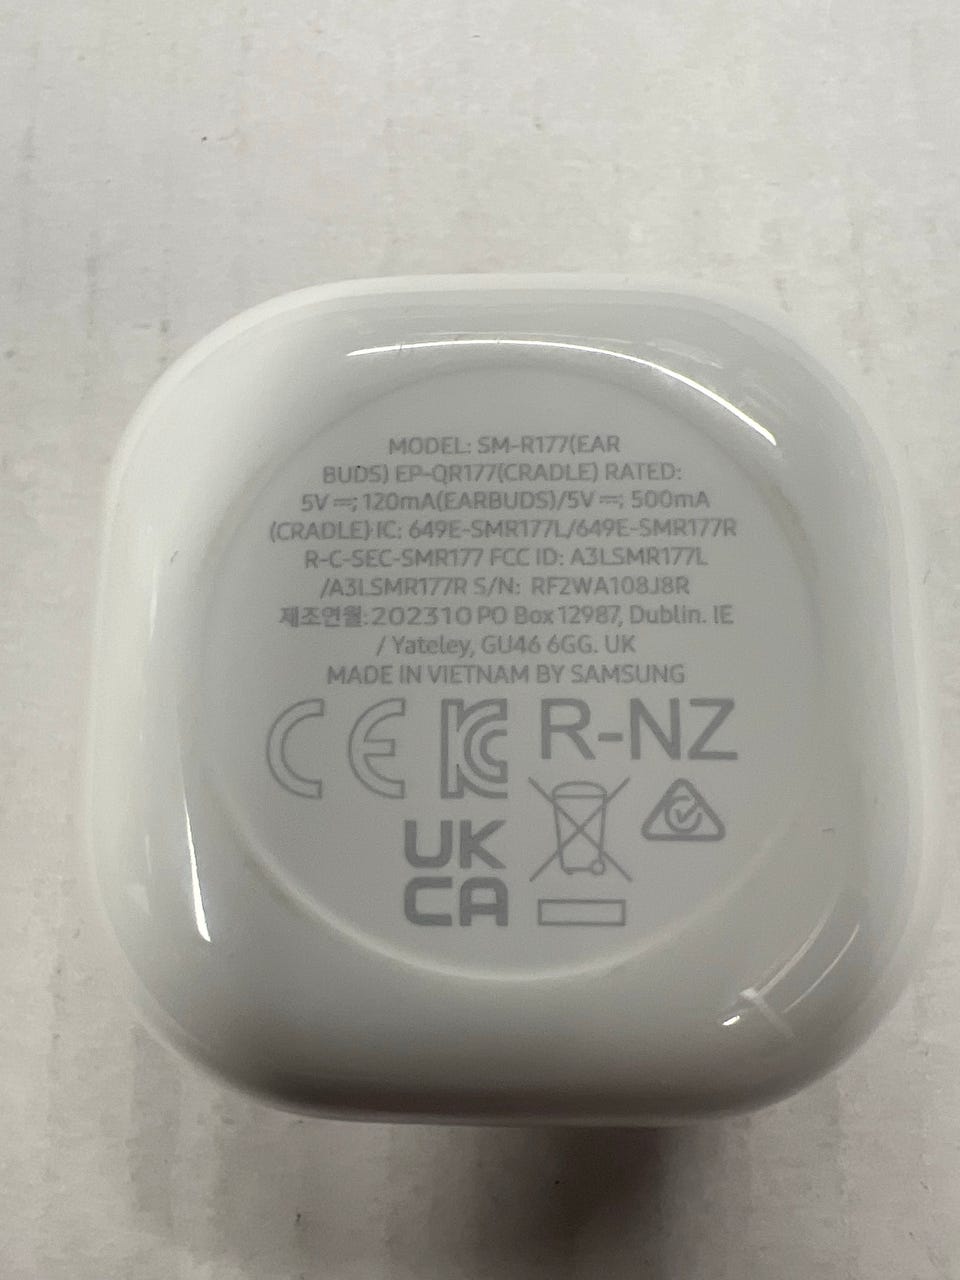 MODEL: SM-R177(EAR
BUDS) EP-QR177(CRADLE) RATED:
5V ⎓; 120mA(EARBUDS)/5V ⎓; 500mA
(CRADLE) IC: 649E-SMR177L/649E-SMR177R
R-C-SEC-SMR177 FCC ID: A3LSMR177L
/A3LSMR177R S/N: RF2WA108J8R
제조연월:202310 PO Box 12987, Dublin. IE
/ Yateley, GU46 6GG. UK
MADE IN VIETNAM BY SAMSUNG
CE KC R-NZ
UK
CA